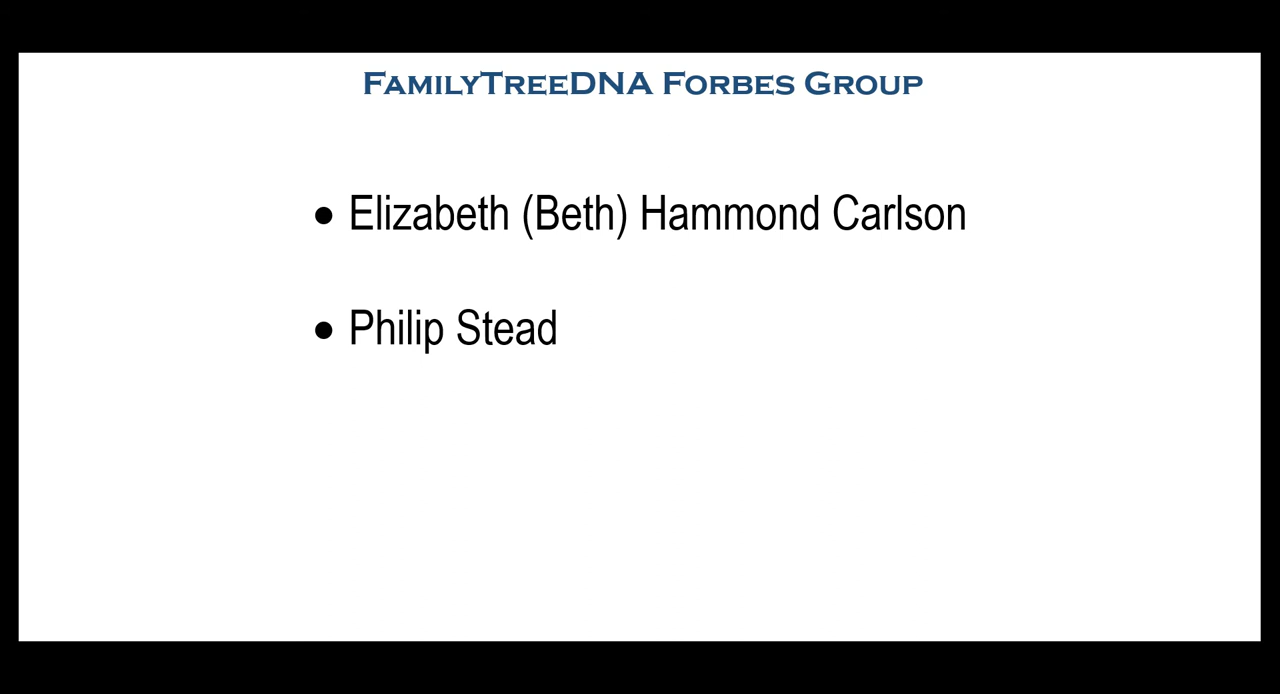 FamilyTreeDNA Forbes Group
• Elizabeth (Beth) Hammond Carlson
• Philip Stead